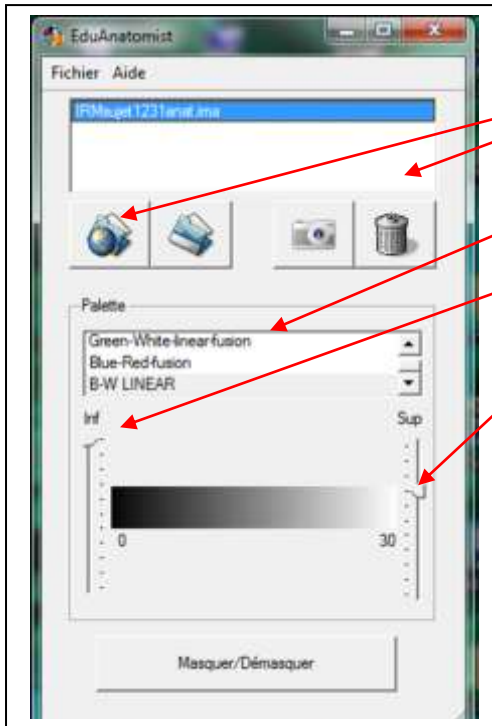 EduAnatomist
Fichier Aide
IRMsujet1231anat.ima
Palette
Green-White-linear-fusion
Blue-Red-fusion
B-W LINEAR
Inf Sup
0 30
Masquer/Démasquer